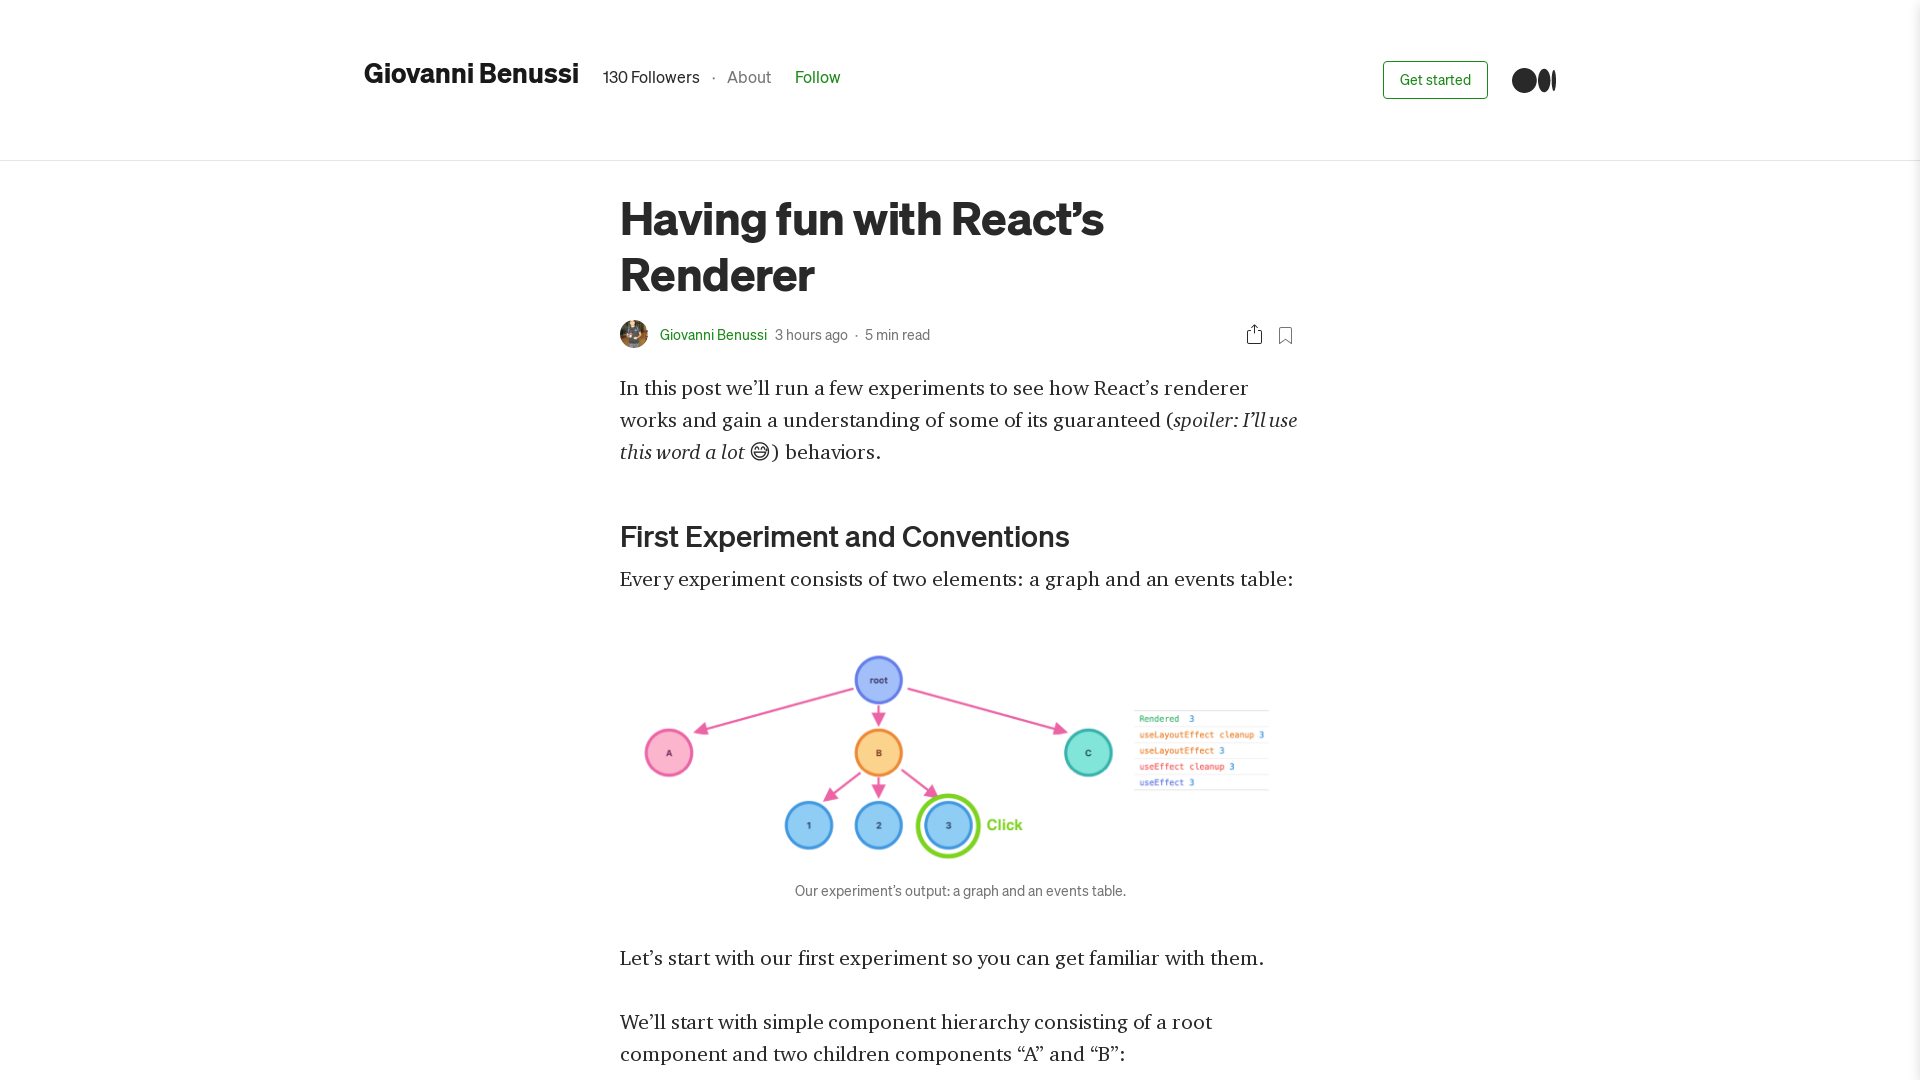 Giovanni Benussi
130 Followers · About Follow
Get started
Having fun with React’s
Renderer
Giovanni Benussi 3 hours ago · 5 min read
In this post we’ll run a few experiments to see how React’s renderer
works and gain a understanding of some of its guaranteed (spoiler: I’ll use
this word a lot 😅) behaviors.
First Experiment and Conventions
Every experiment consists of two elements: a graph and an events table:
root
A
B
C
1
2
3
Click
Rendered 3
useLayoutEffect cleanup 3
useLayoutEffect 3
useEffect cleanup 3
useEffect 3
Our experiment’s output: a graph and an events table.
Let’s start with our first experiment so you can get familiar with them.
We’ll start with simple component hierarchy consisting of a root
component and two children components “A” and “B”: